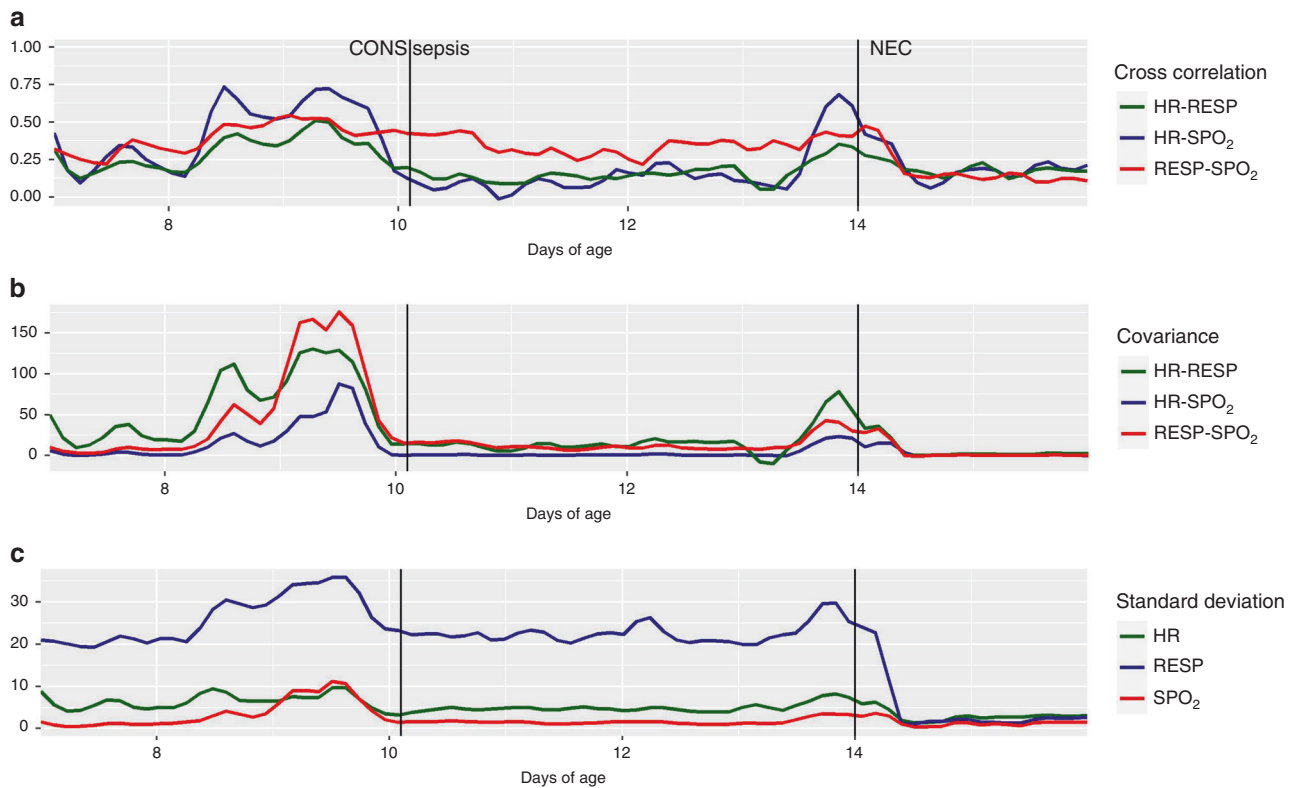 a
CONS sepsis
NEC
1.00
0.75
0.50
0.25
0.00
8
10
12
14
Days of age
Cross correlation
HR-RESP
HR-SPO₂
RESP-SPO₂
b
150
100
50
0
8
10
12
14
Days of age
Covariance
HR-RESP
HR-SPO₂
RESP-SPO₂
c
30
20
10
0
8
10
12
14
Days of age
Standard deviation
HR
RESP
SPO₂